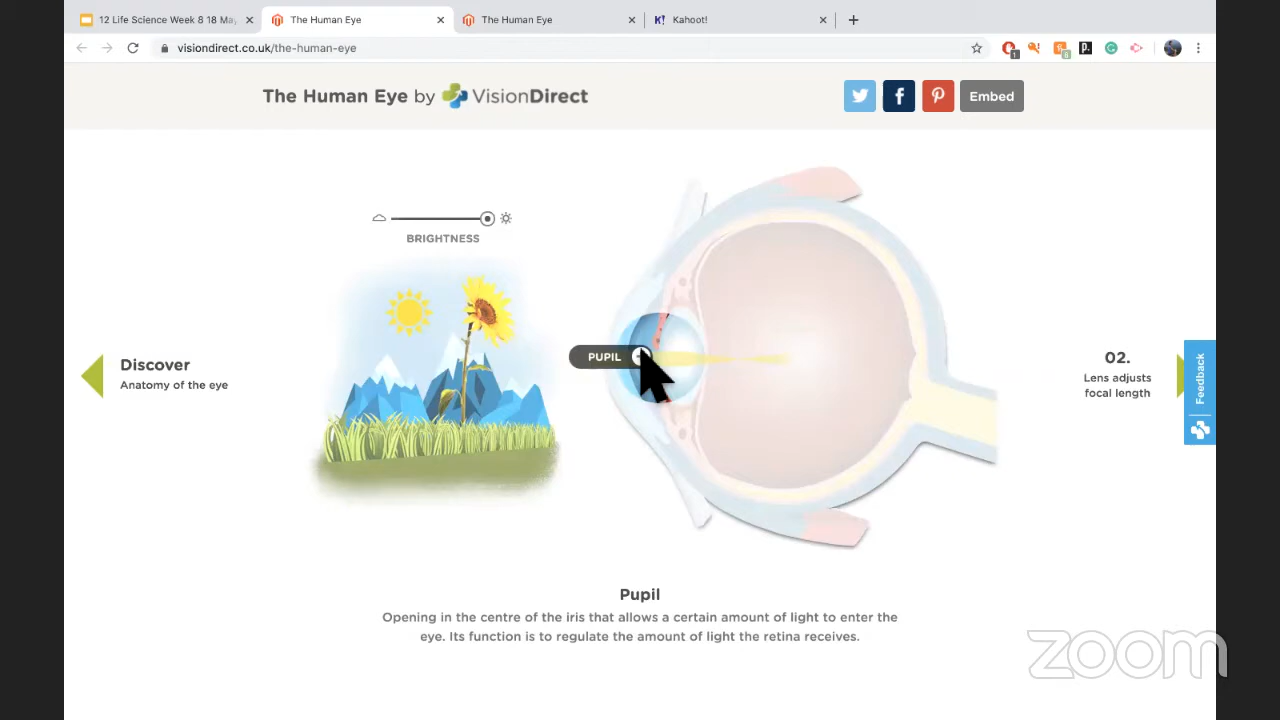 12 Life Science Week 8 18 May
The Human Eye
The Human Eye
K! Kahoot!
visiondirect.co.uk/the-human-eye
The Human Eye by VisionDirect
Embed
BRIGHTNESS
PUPIL
Discover
Anatomy of the eye
02.
Lens adjusts
focal length
Feedback
Pupil
Opening in the centre of the iris that allows a certain amount of light to enter the
eye. Its function is to regulate the amount of light the retina receives.
zoom